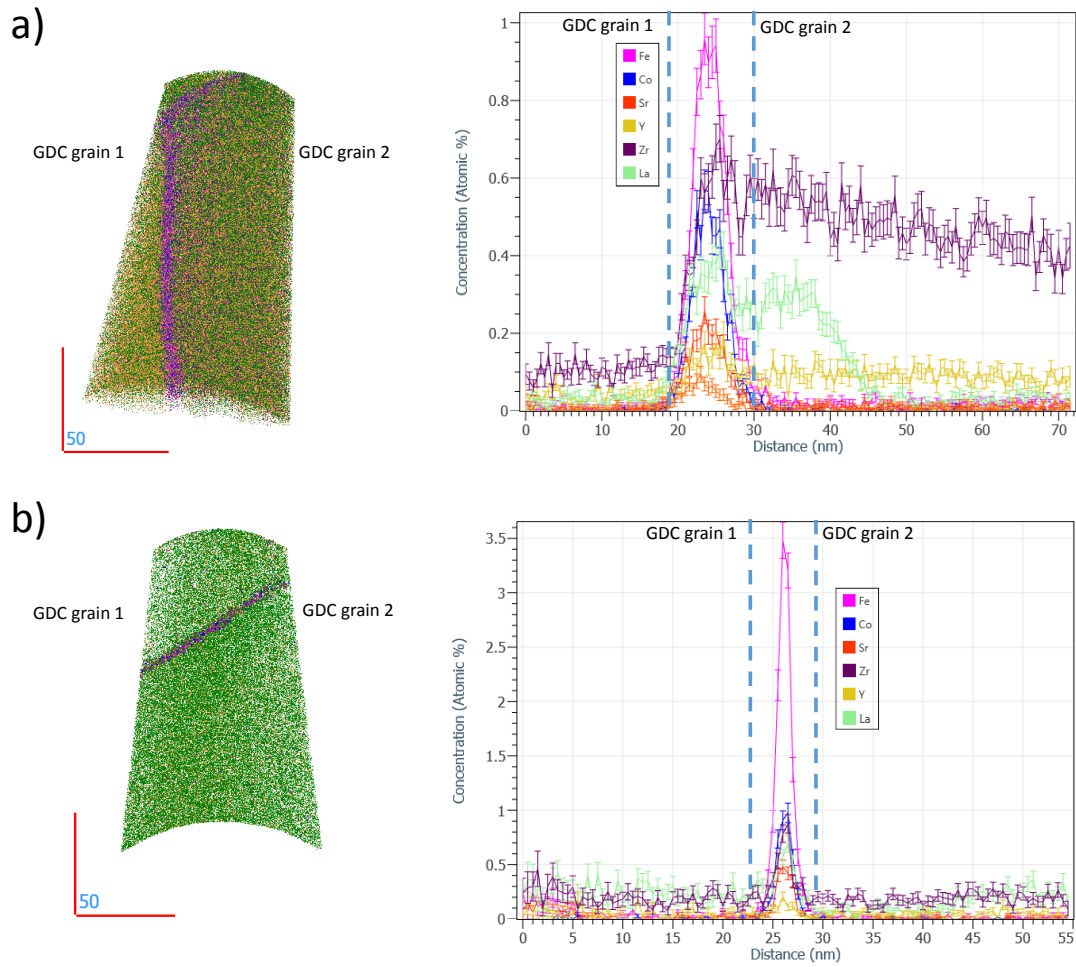 a)
GDC grain 1
GDC grain 2
50
GDC grain 1
GDC grain 2
Fe
Co
Sr
Y
Zr
La
Concentration (Atomic %)
1
0.8
0.6
0.4
0.2
0
0 10 20 30 40 50 60 70
Distance (nm)
b)
GDC grain 1
GDC grain 2
50
GDC grain 1
GDC grain 2
Fe
Co
Sr
Zr
Y
La
Concentration (Atomic %)
3.5
3
2.5
2
1.5
1
0.5
0
0 5 10 15 20 25 30 35 40 45 50 55
Distance (nm)